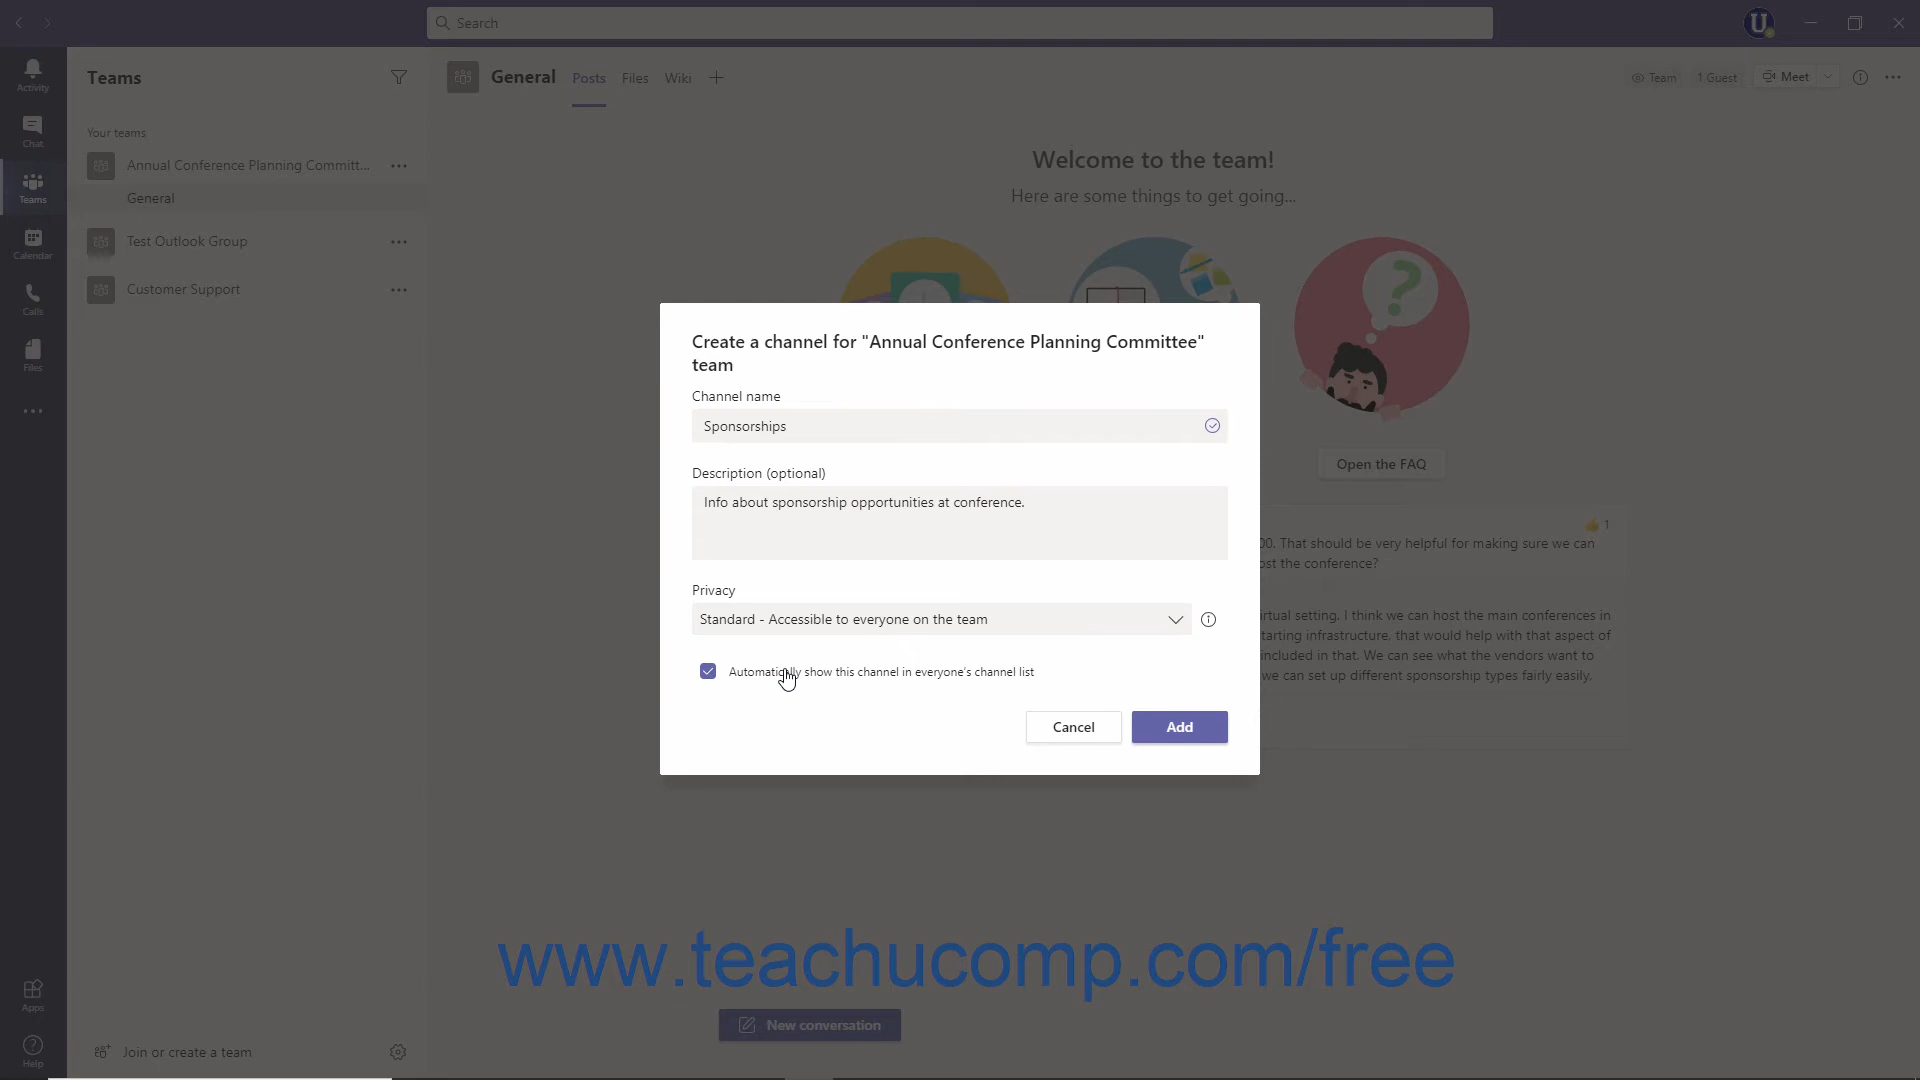 Search
U
Activity
Chat
Teams
Calendar
Calls
Files
Apps
Help
Teams
Your teams
Annual Conference Planning Committ...
General
Test Outlook Group
Customer Support
Join or create a team
General Posts Files Wiki
Team 1 Guest Meet
Welcome to the team!
Here are some things to get going...
Open the FAQ
1
00. That should be very helpful for making sure we can
ost the conference?
irtual setting. I think we can host the main conferences in
tarting infrastructure, that would help with that aspect of
included in that. We can see what the vendors want to
we can set up different sponsorship types fairly easily.
Create a channel for "Annual Conference Planning Committee"
team
Channel name
Sponsorships
Description (optional)
Info about sponsorship opportunities at conference.
Privacy
Standard - Accessible to everyone on the team
Automatically show this channel in everyone's channel list
Cancel Add
www.teachucomp.com/free
New conversation